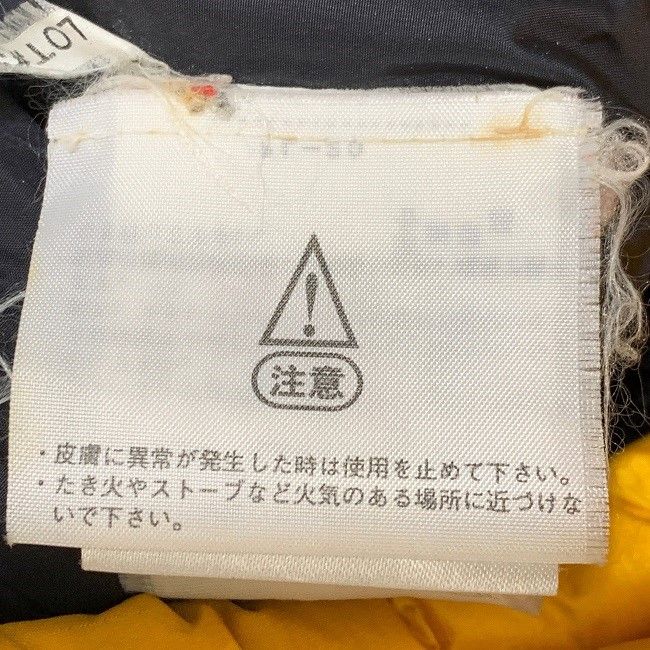 T07
注意
・皮膚に異常が発生した時は使用を止めて下さい。
・たき火やストーブなど火気のある場所に近づけな
いで下さい。